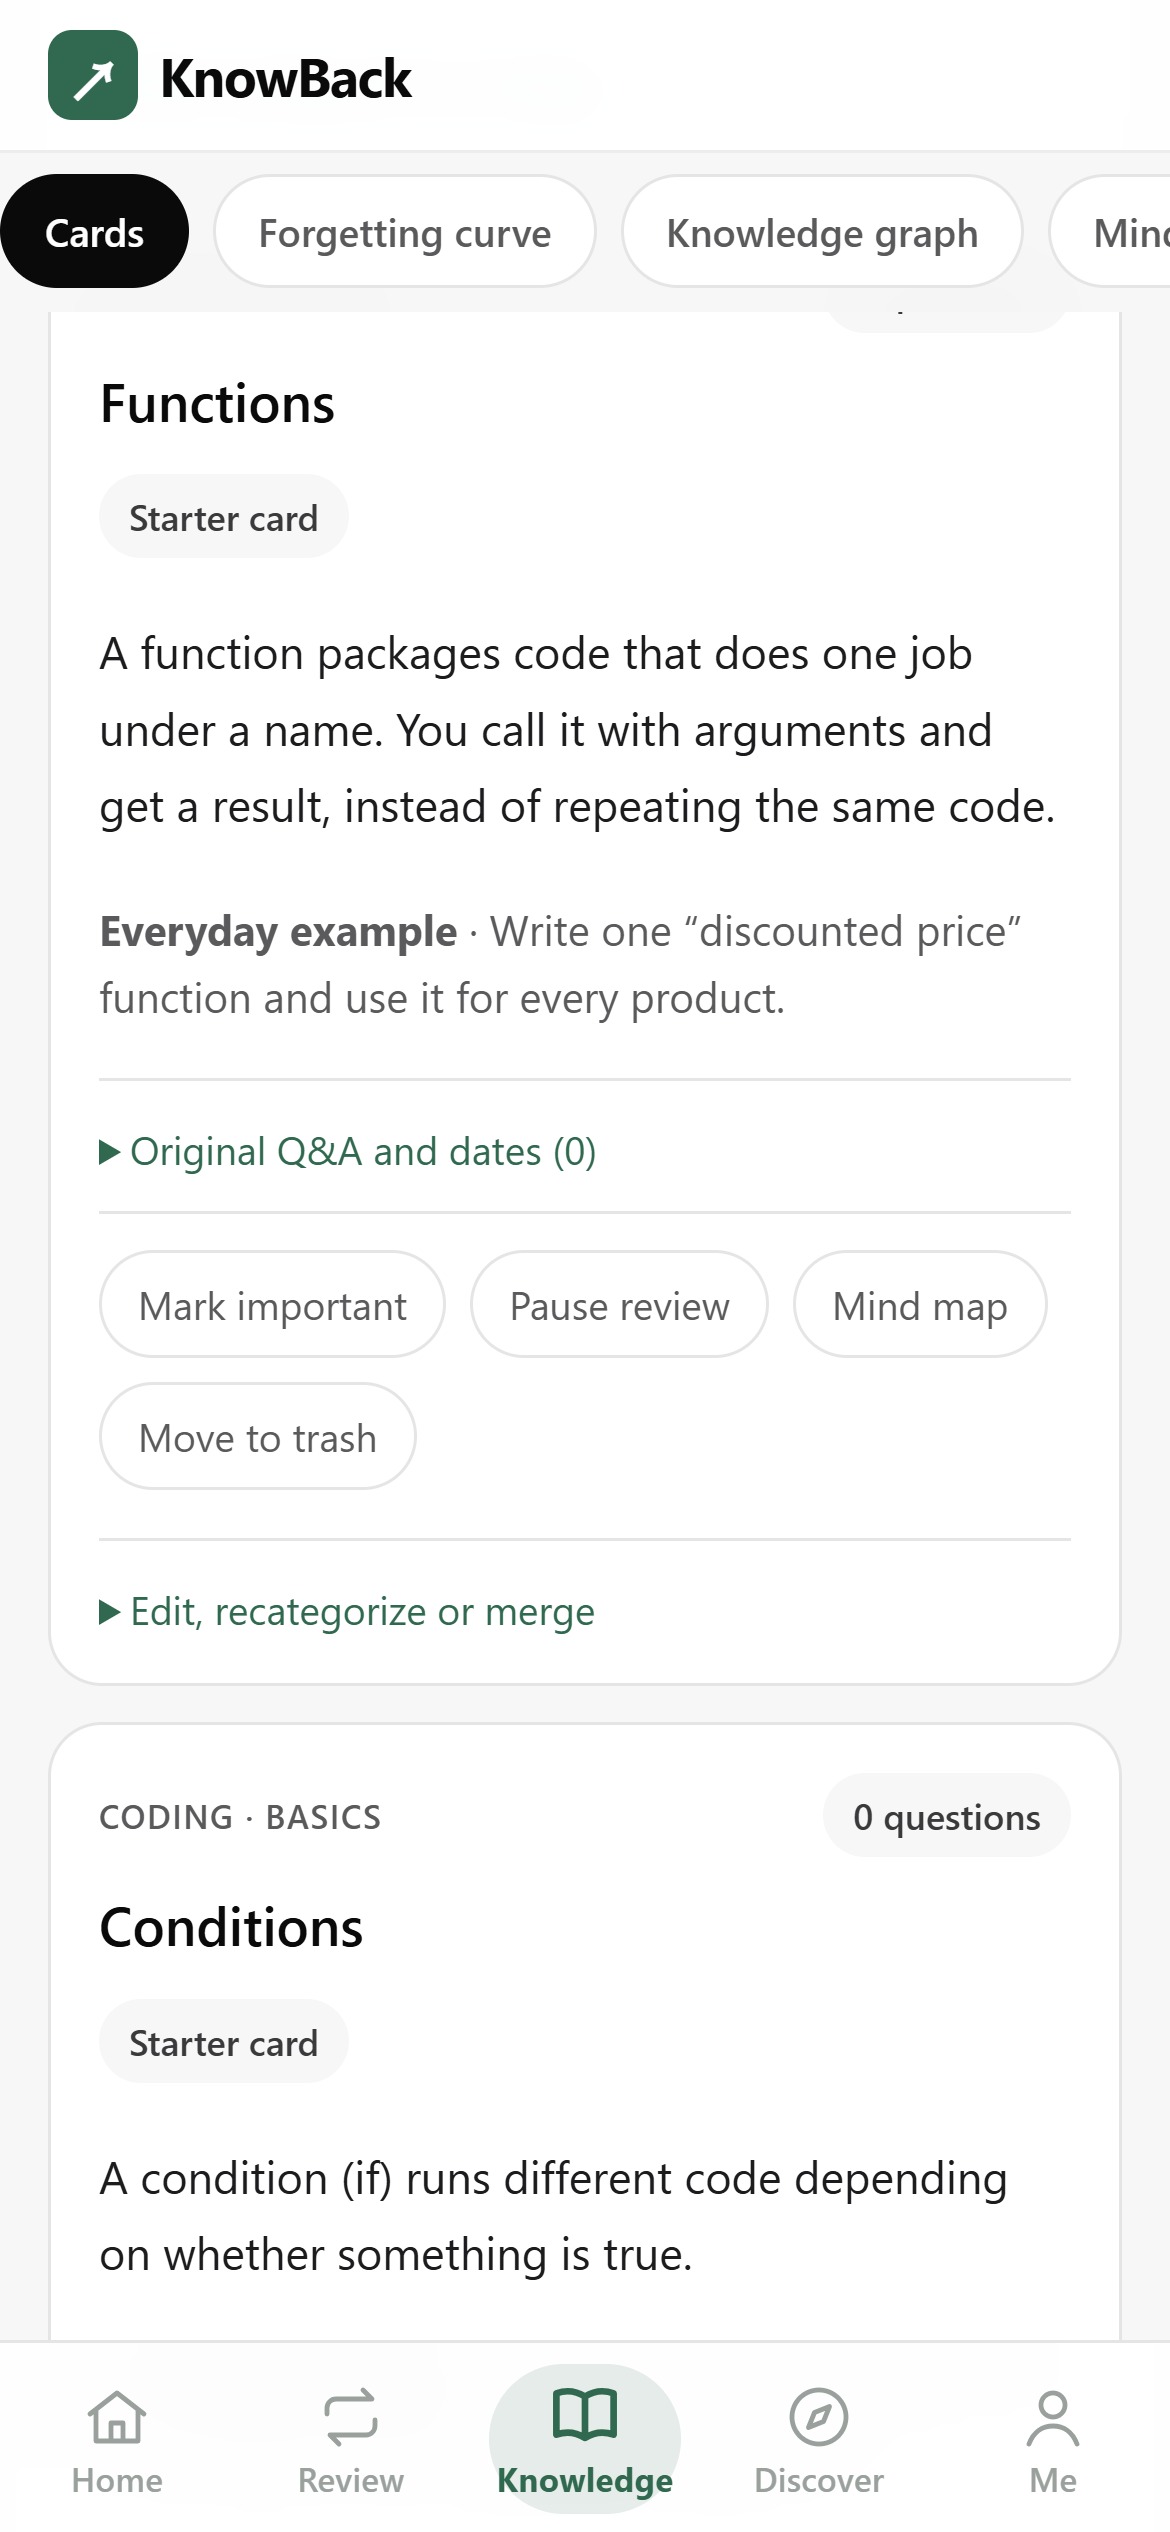 KnowBack
Cards
Forgetting curve
Knowledge graph
Functions
Starter card
A function packages code that does one job
under a name. You call it with arguments and
get a result, instead of repeating the same code.
Everyday example · Write one “discounted price”
function and use it for every product.
Original Q&A and dates (0)
Mark important
Pause review
Mind map
Move to trash
Edit, recategorize or merge
CODING · BASICS
0 questions
Conditions
Starter card
A condition (if) runs different code depending
on whether something is true.
Home
Review
Knowledge
Discover
Me